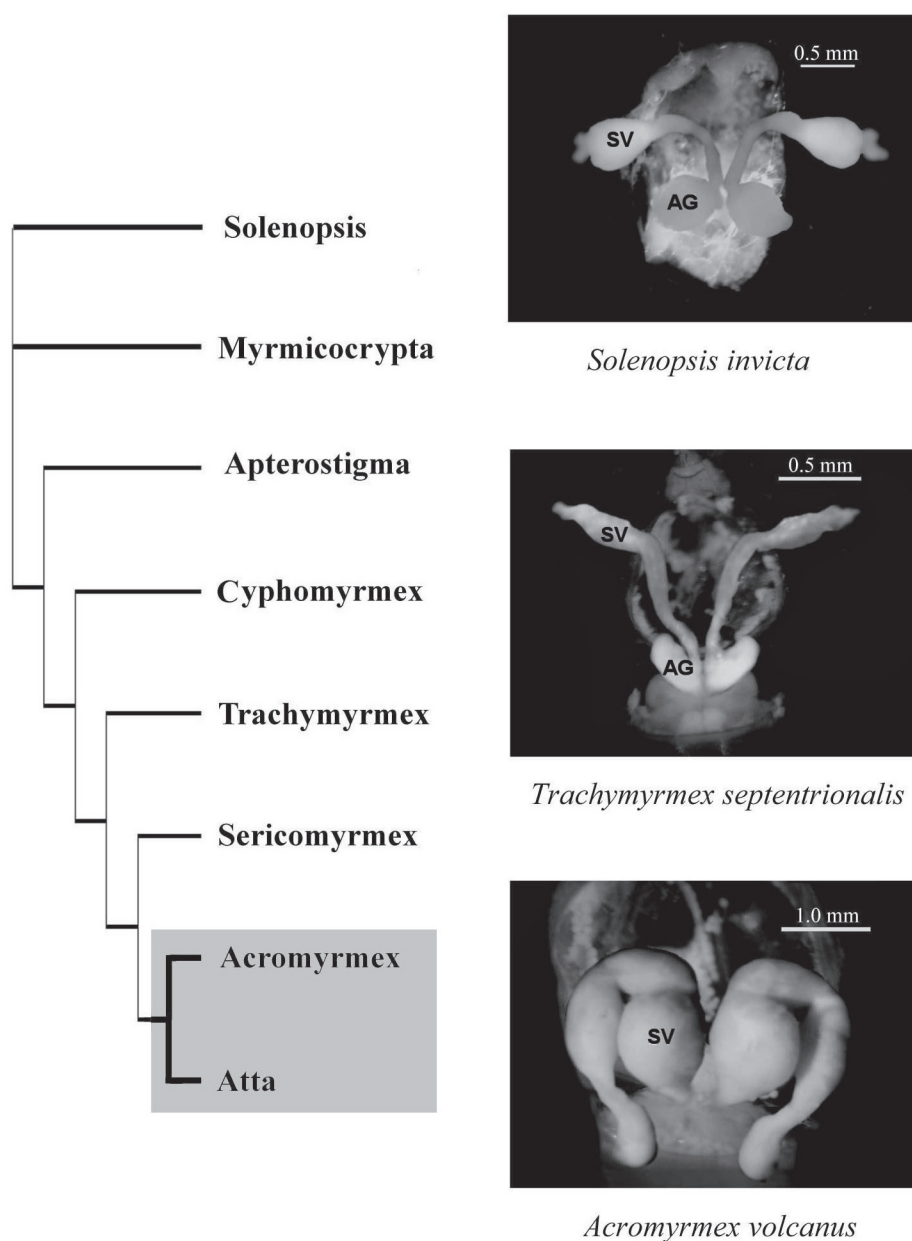 Solenopsis
Myrmicocrypta
Apterostigma
Cyphomyrmex
Trachymyrmex
Sericomyrmex
Acromyrmex
Atta
0.5 mm
SV
AG
Solenopsis invicta
0.5 mm
SV
AG
Trachymyrmex septentrionalis
1.0 mm
SV
Acromyrmex volcanus